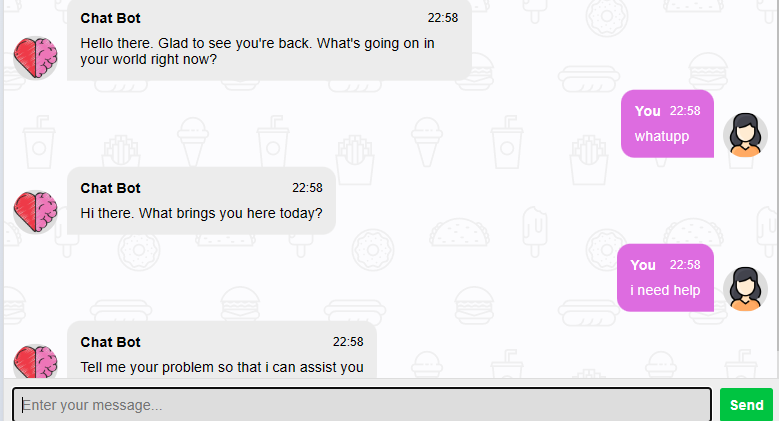 Chat Bot 22:58
Hello there. Glad to see you're back. What's going on in
your world right now?
You 22:58
whatupp
Chat Bot 22:58
Hi there. What brings you here today?
You 22:58
i need help
Chat Bot 22:58
Tell me your problem so that i can assist you
Enter your message... Send